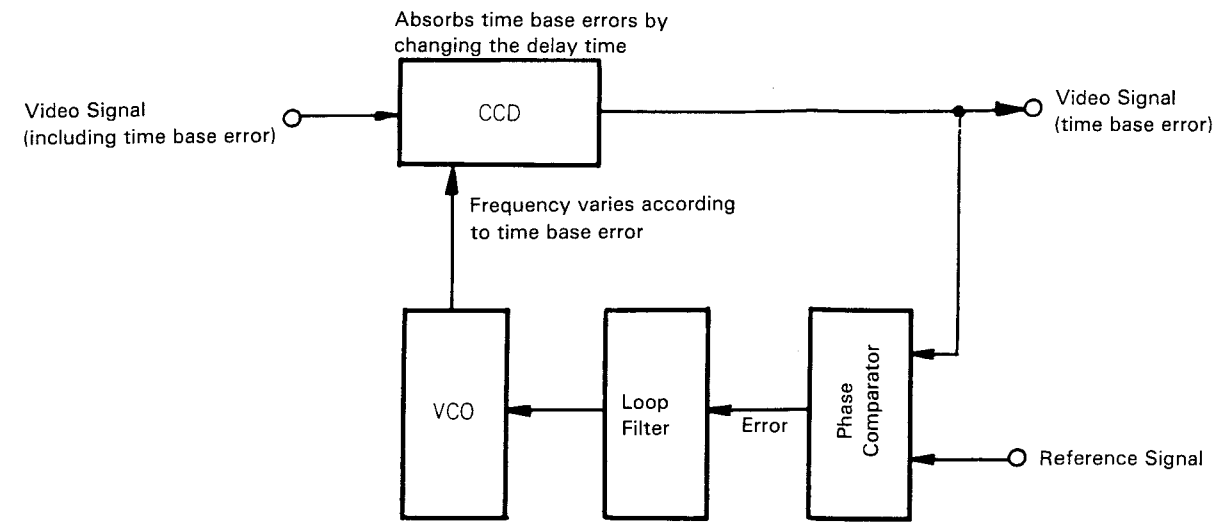 Absorbs time base errors by
changing the delay time
Video Signal
(including time base error)
CCD
Video Signal
(time base error)
Frequency varies according
to time base error
VCO
Loop
Filter
Error
Phase
Comparator
Reference Signal